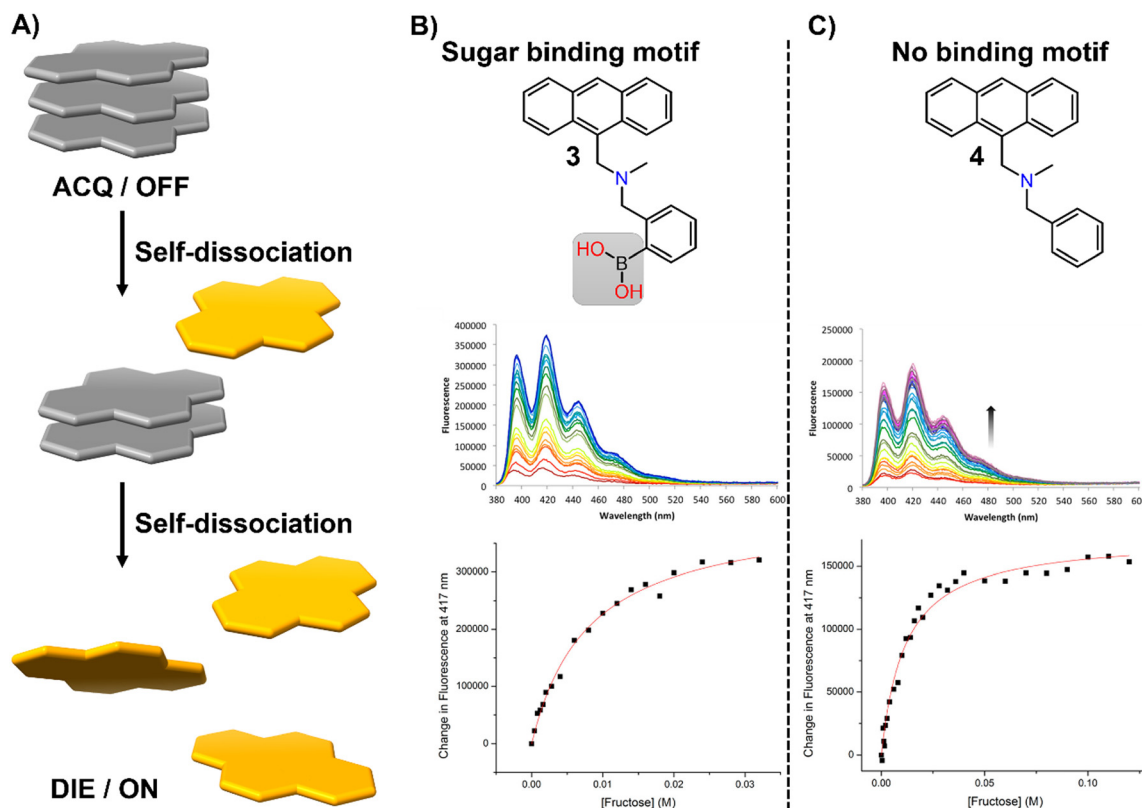 A)
ACQ / OFF
Self-dissociation
Self-dissociation
DIE / ON
B)
Sugar binding motif
3
N
HO
B
OH
400000
350000
300000
250000
200000
150000
100000
50000
0
Fluorescence
380 400 420 440 460 480 500 520 540 560 580 600
Wavelength (nm)
300000
200000
100000
0
Change in Fluorescence at 417 nm
0.00 0.01 0.02 0.03
[Fructose] (M)
C)
No binding motif
4
N
250000
200000
150000
100000
50000
0
Fluorescence
380 400 420 440 460 480 500 520 540 560 580 600
Wavelength (nm)
150000
100000
50000
0
Change in Fluorescence at 417 nm
0.00 0.05 0.10
[Fructose] (M)